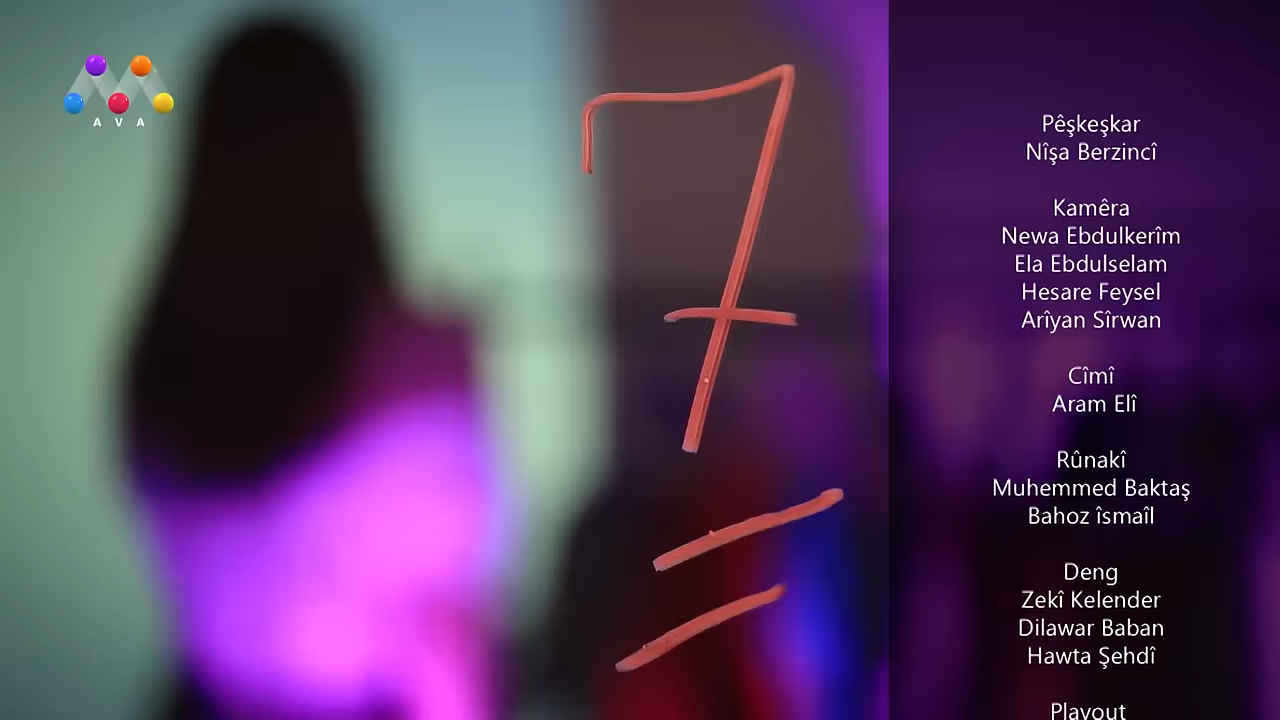 AVA
7
Pêşkeşkar
Nîşa Berzincî
Kamêra
Newa Ebdulkerîm
Ela Ebdulselam
Hesare Feysel
Arîyan Sîrwan
Cîmî
Aram Elî
Rûnakî
Muhemmed Baktaş
Bahoz îsmaîl
Deng
Zekî Kelender
Dilawar Baban
Hawta Şehdî
Playout